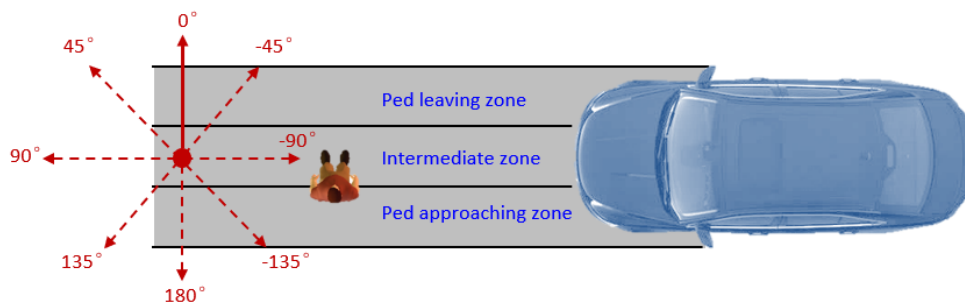 0°
45°
-45°
Ped leaving zone
90°
-90°
Intermediate zone
Ped approaching zone
135°
-135°
180°